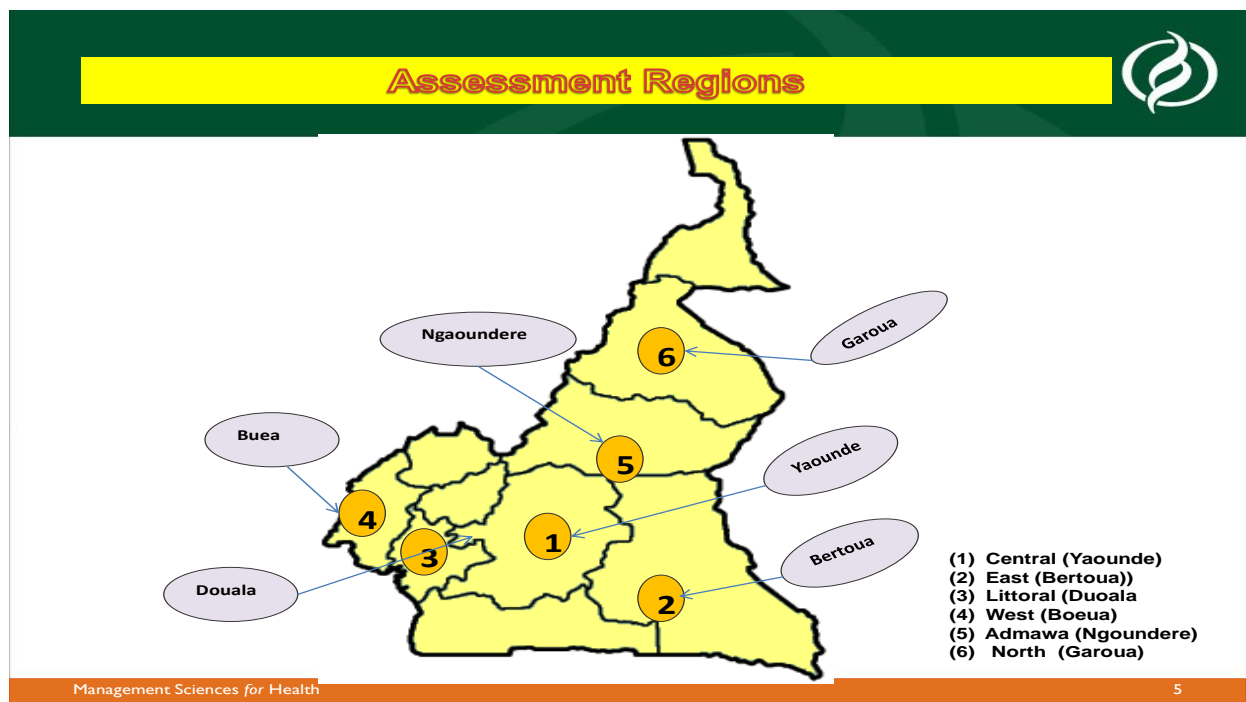 Assessment Regions
Ngaoundere
Garoua
6
Buea
Yaounde
5
4
1
3
Bertoua
Douala
2
(1) Central (Yaounde)
(2) East (Bertoua))
(3) Littoral (Duoala
(4) West (Boeua)
(5) Admawa (Ngoundere)
(6) North (Garoua)
Management Sciences for Health
5